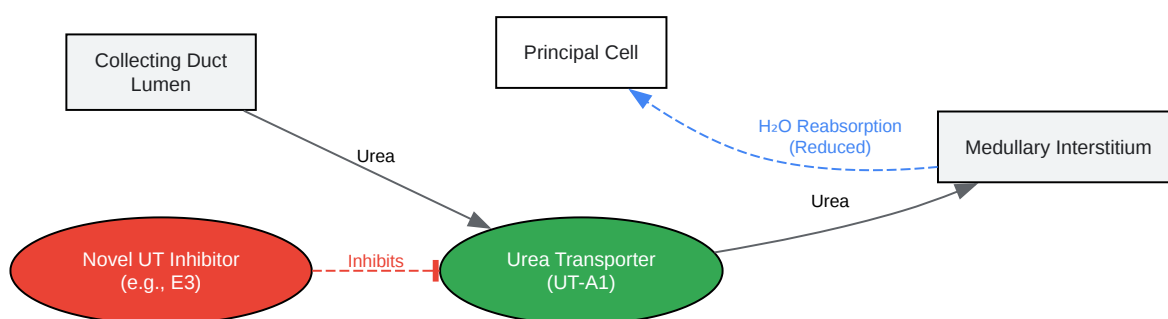 Principal Cell
Collecting Duct
Lumen
H₂O Reabsorption
(Reduced)
Medullary Interstitium
Urea
Urea
Novel UT Inhibitor
(e.g., E3)
Inhibits
Urea Transporter
(UT-A1)